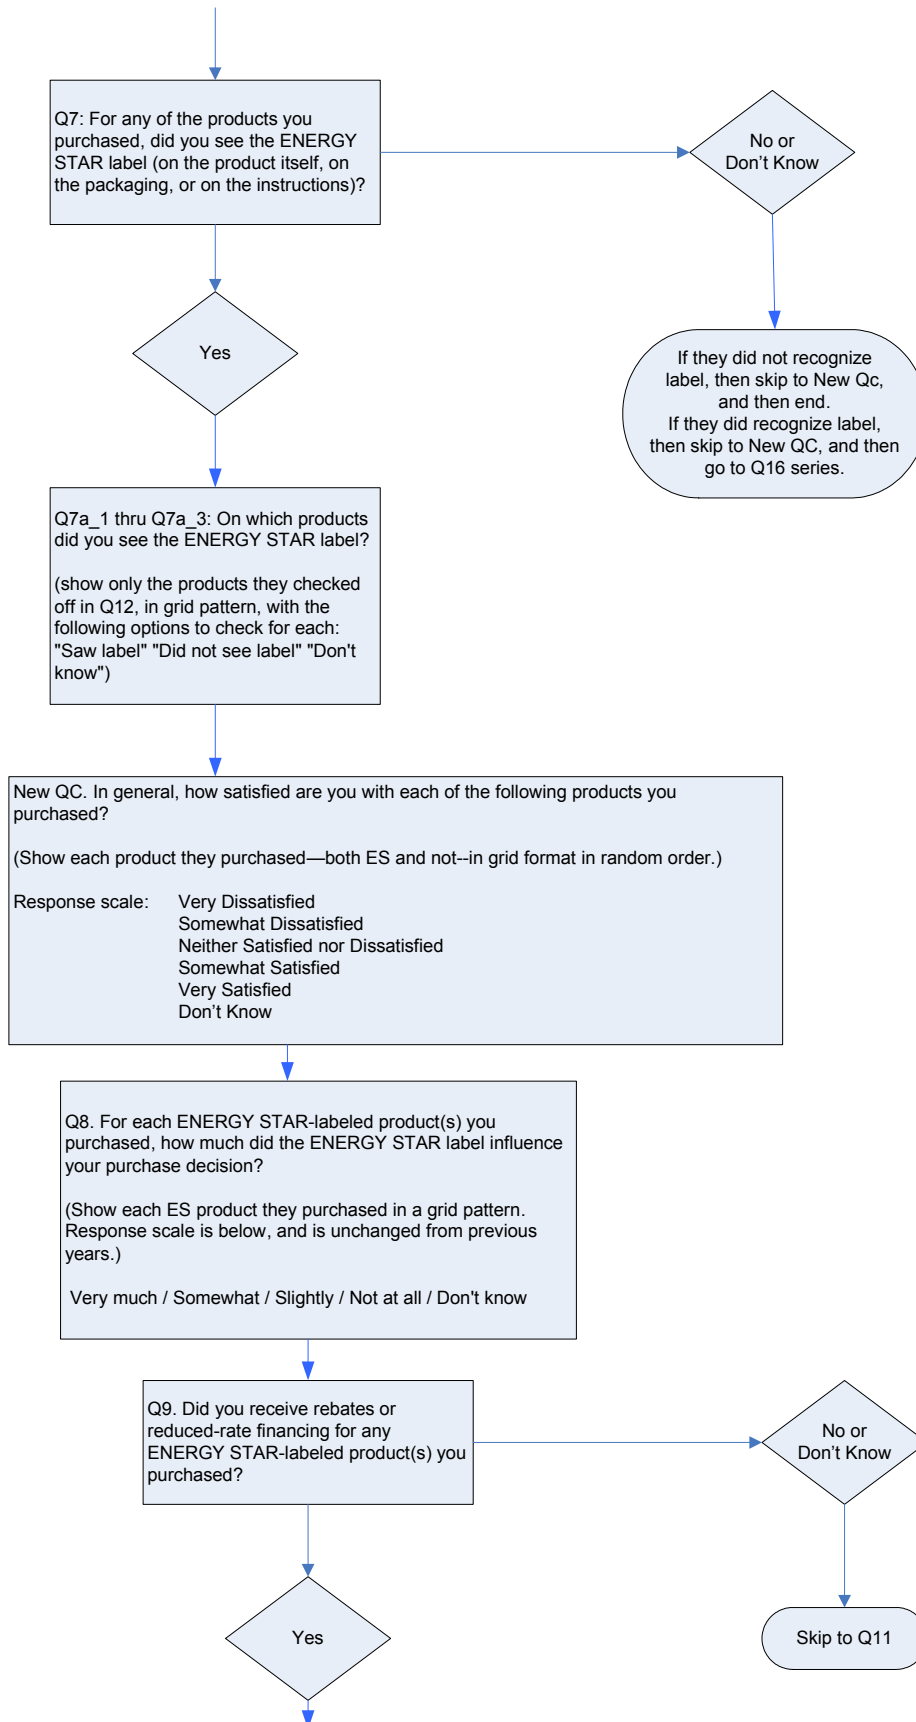 Q7: For any of the products you
purchased, did you see the ENERGY
STAR label (on the product itself, on
the packaging, or on the instructions)?
No or
Don’t Know
Yes
If they did not recognize
label, then skip to New Qc,
and then end.
If they did recognize label,
then skip to New QC, and then
go to Q16 series.
Q7a_1 thru Q7a_3: On which products
did you see the ENERGY STAR label?
(show only the products they checked
off in Q12, in grid pattern, with the
following options to check for each:
"Saw label" "Did not see label" "Don't
know")
New QC. In general, how satisfied are you with each of the following products you
purchased?
(Show each product they purchased—both ES and not--in grid format in random order.)
Response scale: Very Dissatisfied
Somewhat Dissatisfied
Neither Satisfied nor Dissatisfied
Somewhat Satisfied
Very Satisfied
Don’t Know
Q8. For each ENERGY STAR-labeled product(s) you
purchased, how much did the ENERGY STAR label influence
your purchase decision?
(Show each ES product they purchased in a grid pattern.
Response scale is below, and is unchanged from previous
years.)
Very much / Somewhat / Slightly / Not at all / Don't know
Q9. Did you receive rebates or
reduced-rate financing for any
ENERGY STAR-labeled product(s) you
purchased?
No or
Don’t Know
Yes
Skip to Q11